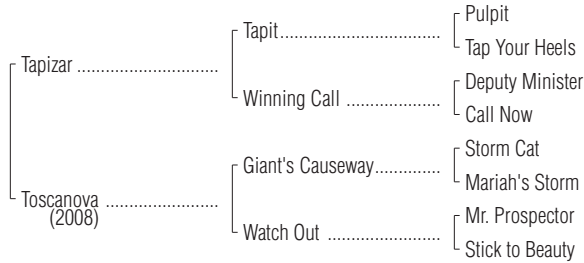 Pulpit
Tapit
Tap Your Heels
Tapizar
Deputy Minister
Winning Call
Call Now
Storm Cat
Giant's Causeway
Mariah's Storm
Toscanova
(2008)
Mr. Prospector
Watch Out
Stick to Beauty